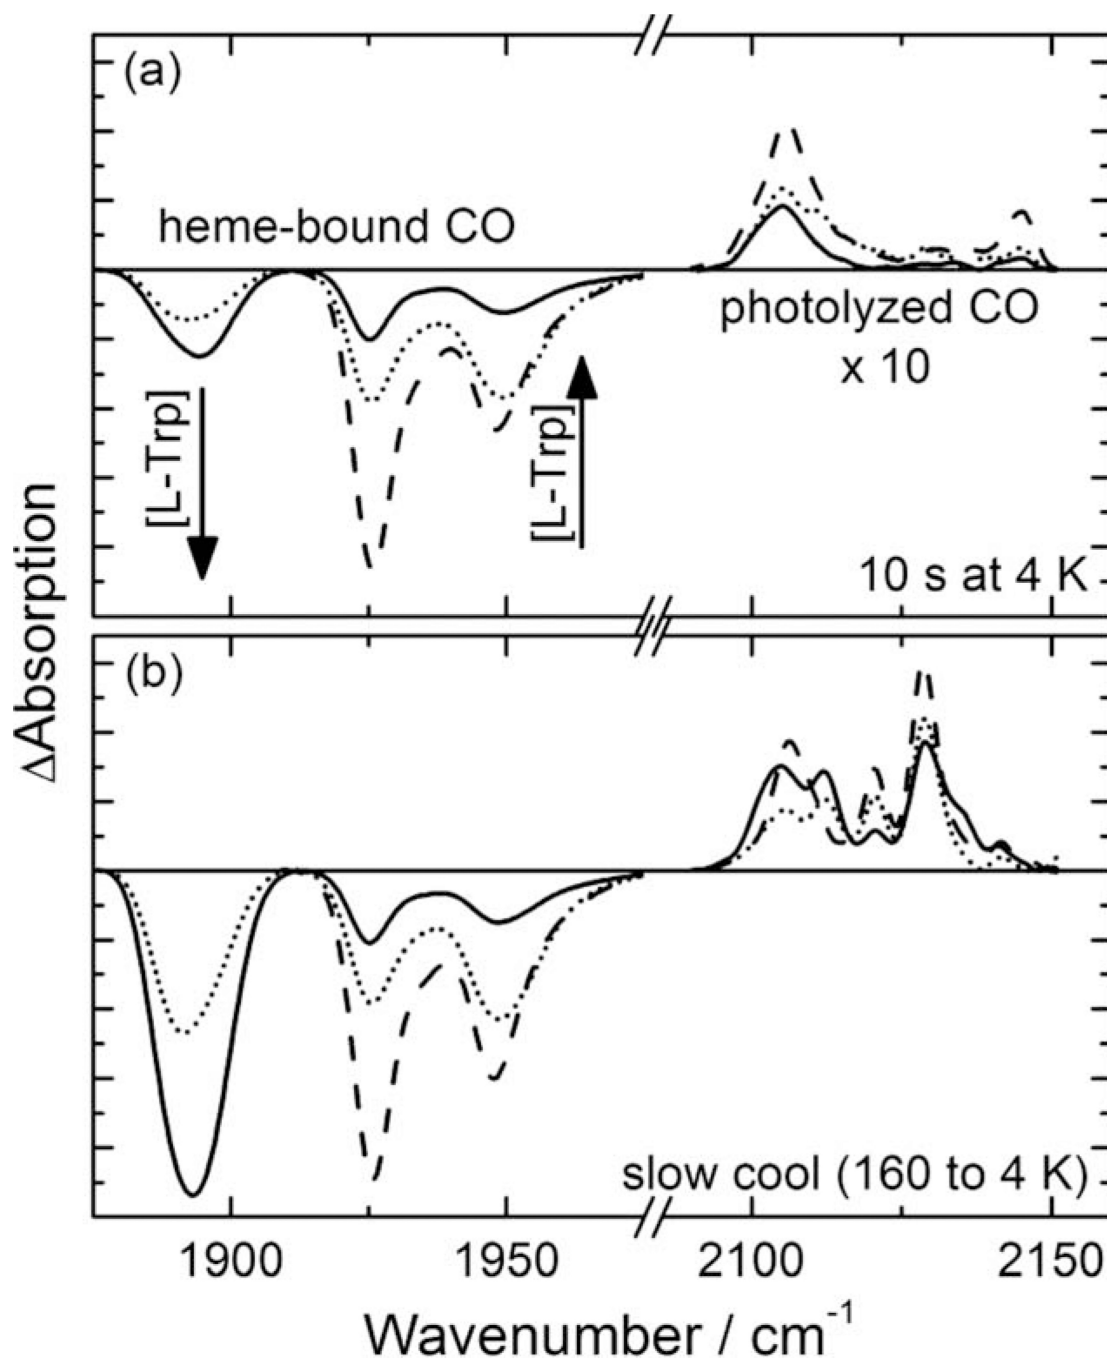 (a)
heme-bound CO
photolyzed CO
x 10
[L-Trp]
[L-Trp]
10 s at 4 K
(b)
slow cool (160 to 4 K)
ΔAbsorption
1900
1950
2100
2150
Wavenumber / cm⁻¹